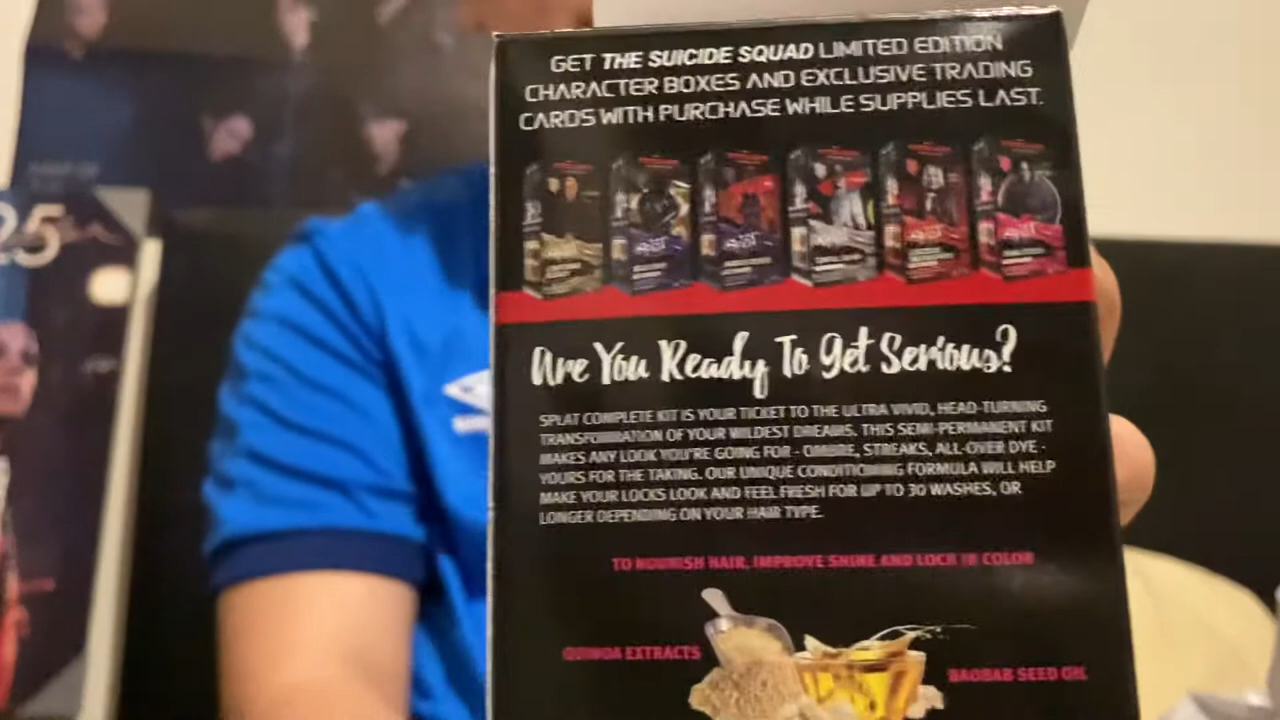 GET THE SUICIDE SQUAD LIMITED EDITION
CHARACTER BOXES AND EXCLUSIVE TRADING
CARDS WITH PURCHASE WHILE SUPPLIES LAST.
25
Are You Ready To Get Serious?
SPLAT COMPLETE KIT IS YOUR TICKET TO THE ULTRA VIVID, HEAD-TURNING
TRANSFORMATION OF YOUR WILDEST DREAMS. THIS SEMI-PERMANENT KIT
MAKES ANY LOOK YOU'RE GOING FOR - OMBRE, STREAKS, ALL-OVER DYE -
YOURS FOR THE TAKING. OUR UNIQUE CONDITIONING FORMULA WILL HELP
MAKE YOUR LOCKS LOOK AND FEEL FRESH FOR UP TO 30 WASHES, OR
LONGER DEPENDING ON YOUR HAIR TYPE.
TO NOURISH HAIR, IMPROVE SHINE AND LOCK IN COLOR
QUINOA EXTRACTS
BAOBAB SEED OIL